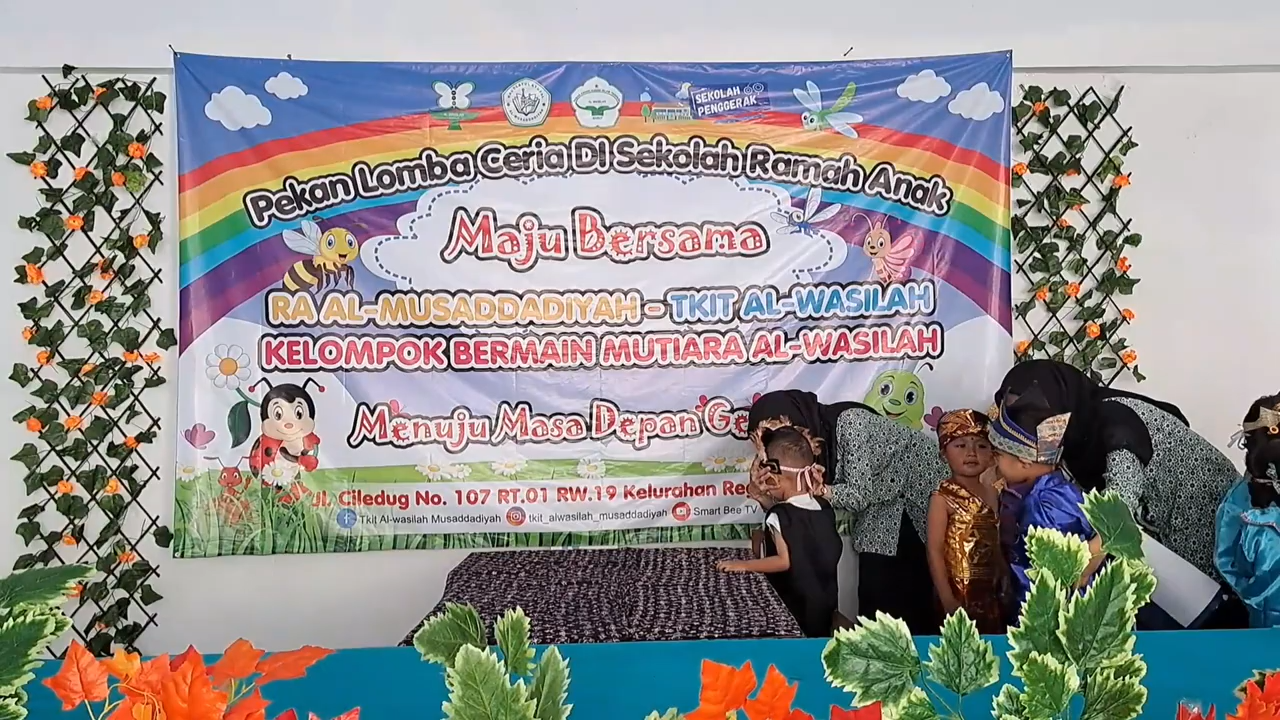 SEKOLAH
PENGGERAK
Pekan Lomba Ceria DI Sekolah Ramah Anak
Maju Bersama
RA AL-MUSADDADIYAH - TKIT AL-WASILAH
KELOMPOK BERMAIN MUTIARA AL-WASILAH
Menuju Masa Depan Ge
Jl. Ciledug No. 107 RT.01 RW.19 Kelurahan Reg
Tkit Al-wasilah Musaddadiyah tkit_alwasilah_musaddadiyah Smart Bee TV